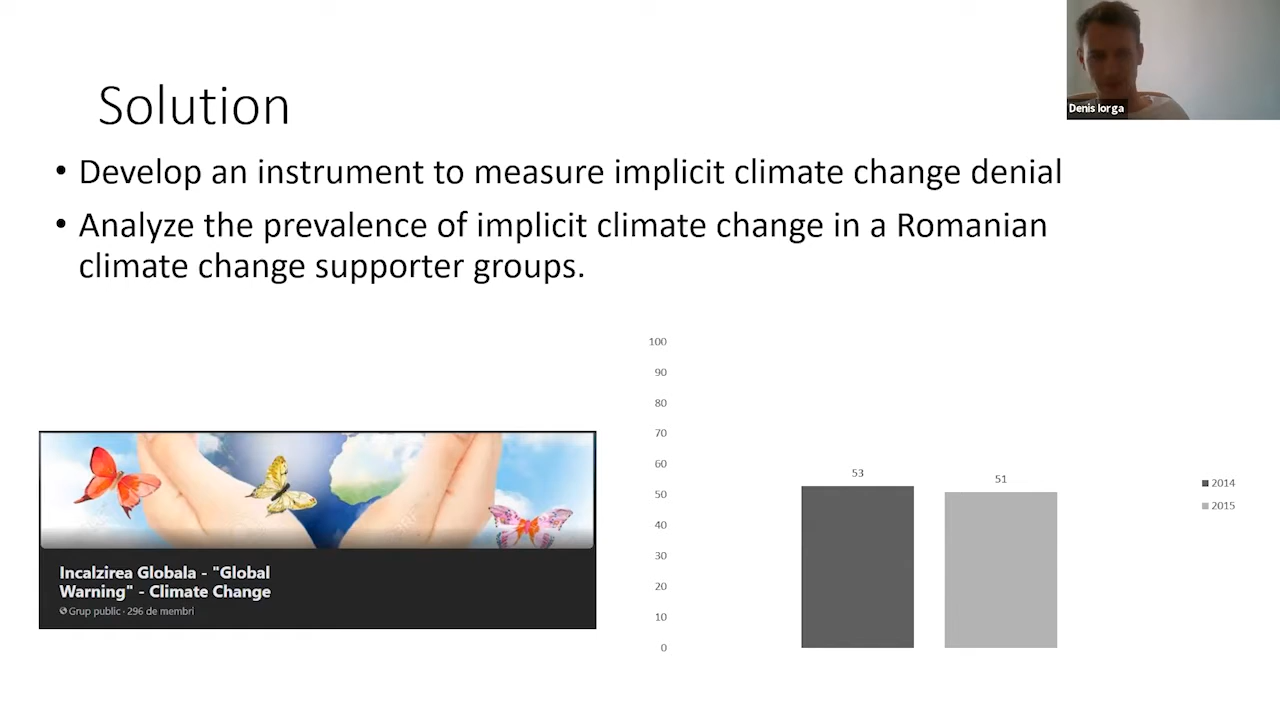 Denis Iorga
Solution
• Develop an instrument to measure implicit climate change denial
• Analyze the prevalence of implicit climate change in a Romanian
climate change supporter groups.
Incalzirea Globala - "Global
Warning" - Climate Change
Grup public · 296 de membri
100
90
80
70
60
50
40
30
20
10
0
53
51
2014
2015